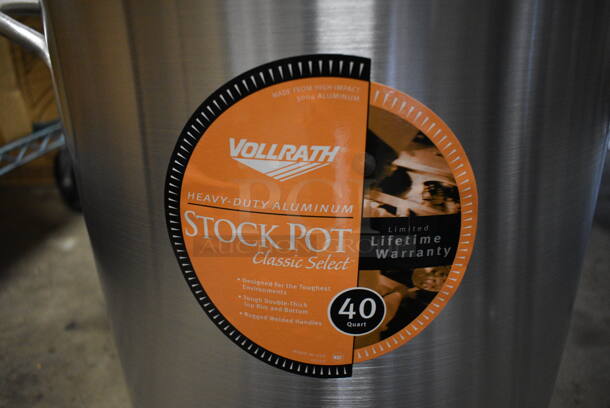 MADE FROM HIGH-IMPACT
3004 ALUMINUM
VOLLRATH
HEAVY-DUTY ALUMINUM
STOCK POT
Classic Select
• Designed for the Toughest
Environments
• Tough Double-Thick
Top Rim and Bottom
• Rugged Welded Handles
40
Quart
Limited
Lifetime
Warranty